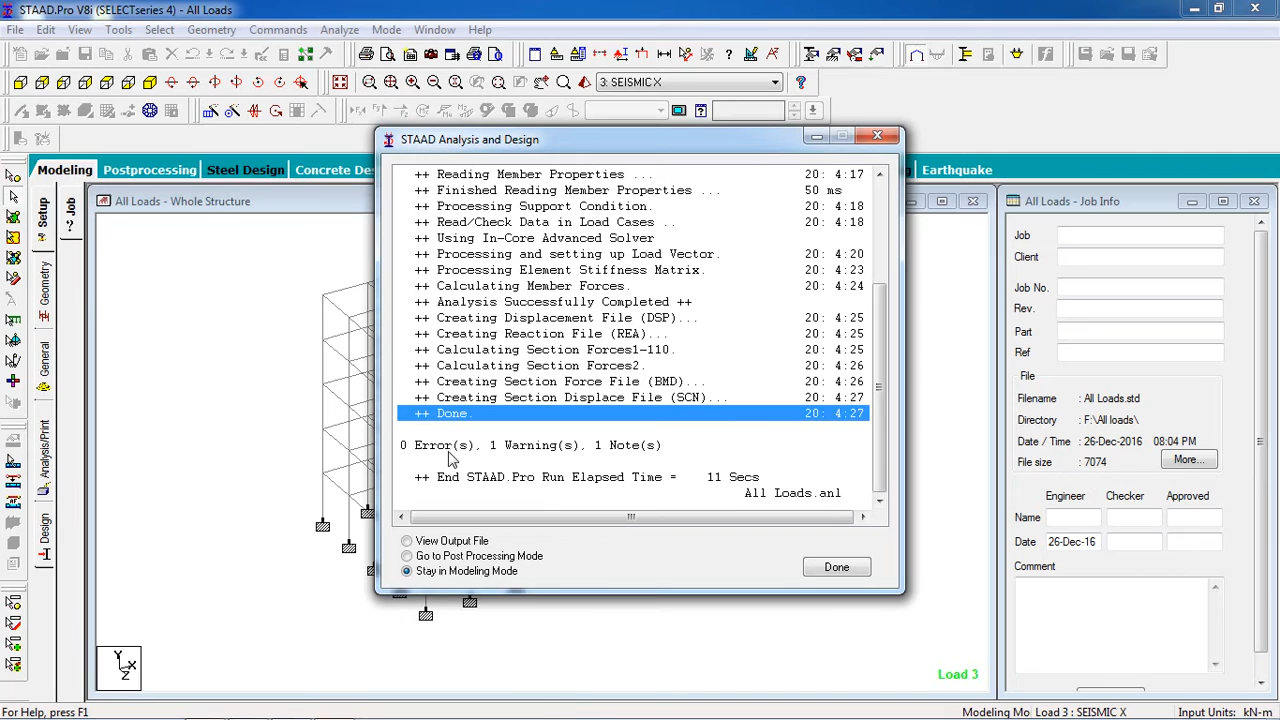 STAAD.Pro V8i (SELECTseries 4) - All Loads
File Edit View Tools Select Geometry Commands Analyze Mode Window Help
3: SEISMIC X
Modeling Postprocessing Steel Design Concrete De Earthquake
Setup
Job
Geometry
General
Analysis/Print
Design
All Loads - Whole Structure
STAAD Analysis and Design
++ Reading Member Properties ... 20: 4:17
++ Finished Reading Member Properties ... 50 ms
++ Processing Support Condition. 20: 4:18
++ Read/Check Data in Load Cases .. 20: 4:18
++ Using In-Core Advanced Solver
++ Processing and setting up Load Vector. 20: 4:20
++ Processing Element Stiffness Matrix. 20: 4:23
++ Calculating Member Forces. 20: 4:24
++ Analysis Successfully Completed ++
++ Creating Displacement File (DSP)... 20: 4:25
++ Creating Reaction File (REA)... 20: 4:25
++ Calculating Section Forces1-110. 20: 4:25
++ Calculating Section Forces2. 20: 4:26
++ Creating Section Force File (BMD)... 20: 4:26
++ Creating Section Displace File (SCN)... 20: 4:27
++ Done. 20: 4:27
0 Error(s), 1 Warning(s), 1 Note(s)
++ End STAAD.Pro Run Elapsed Time = 11 Secs
All Loads.anl
View Output File
Go to Post Processing Mode
Stay in Modeling Mode
Done
Y
X
Z
Load 3
All Loads - Job Info
Job
Client
Job No.
Rev.
Part
Ref
File
Filename : All Loads.std
Directory : F:\All loads\
Date / Time : 26-Dec-2016 08:04 PM
File size : 7074 More...
Engineer Checker Approved
Name
Date 26-Dec-16
Comment
For Help, press F1
Modeling Mo Load 3 : SEISMIC X Input Units: kN-m